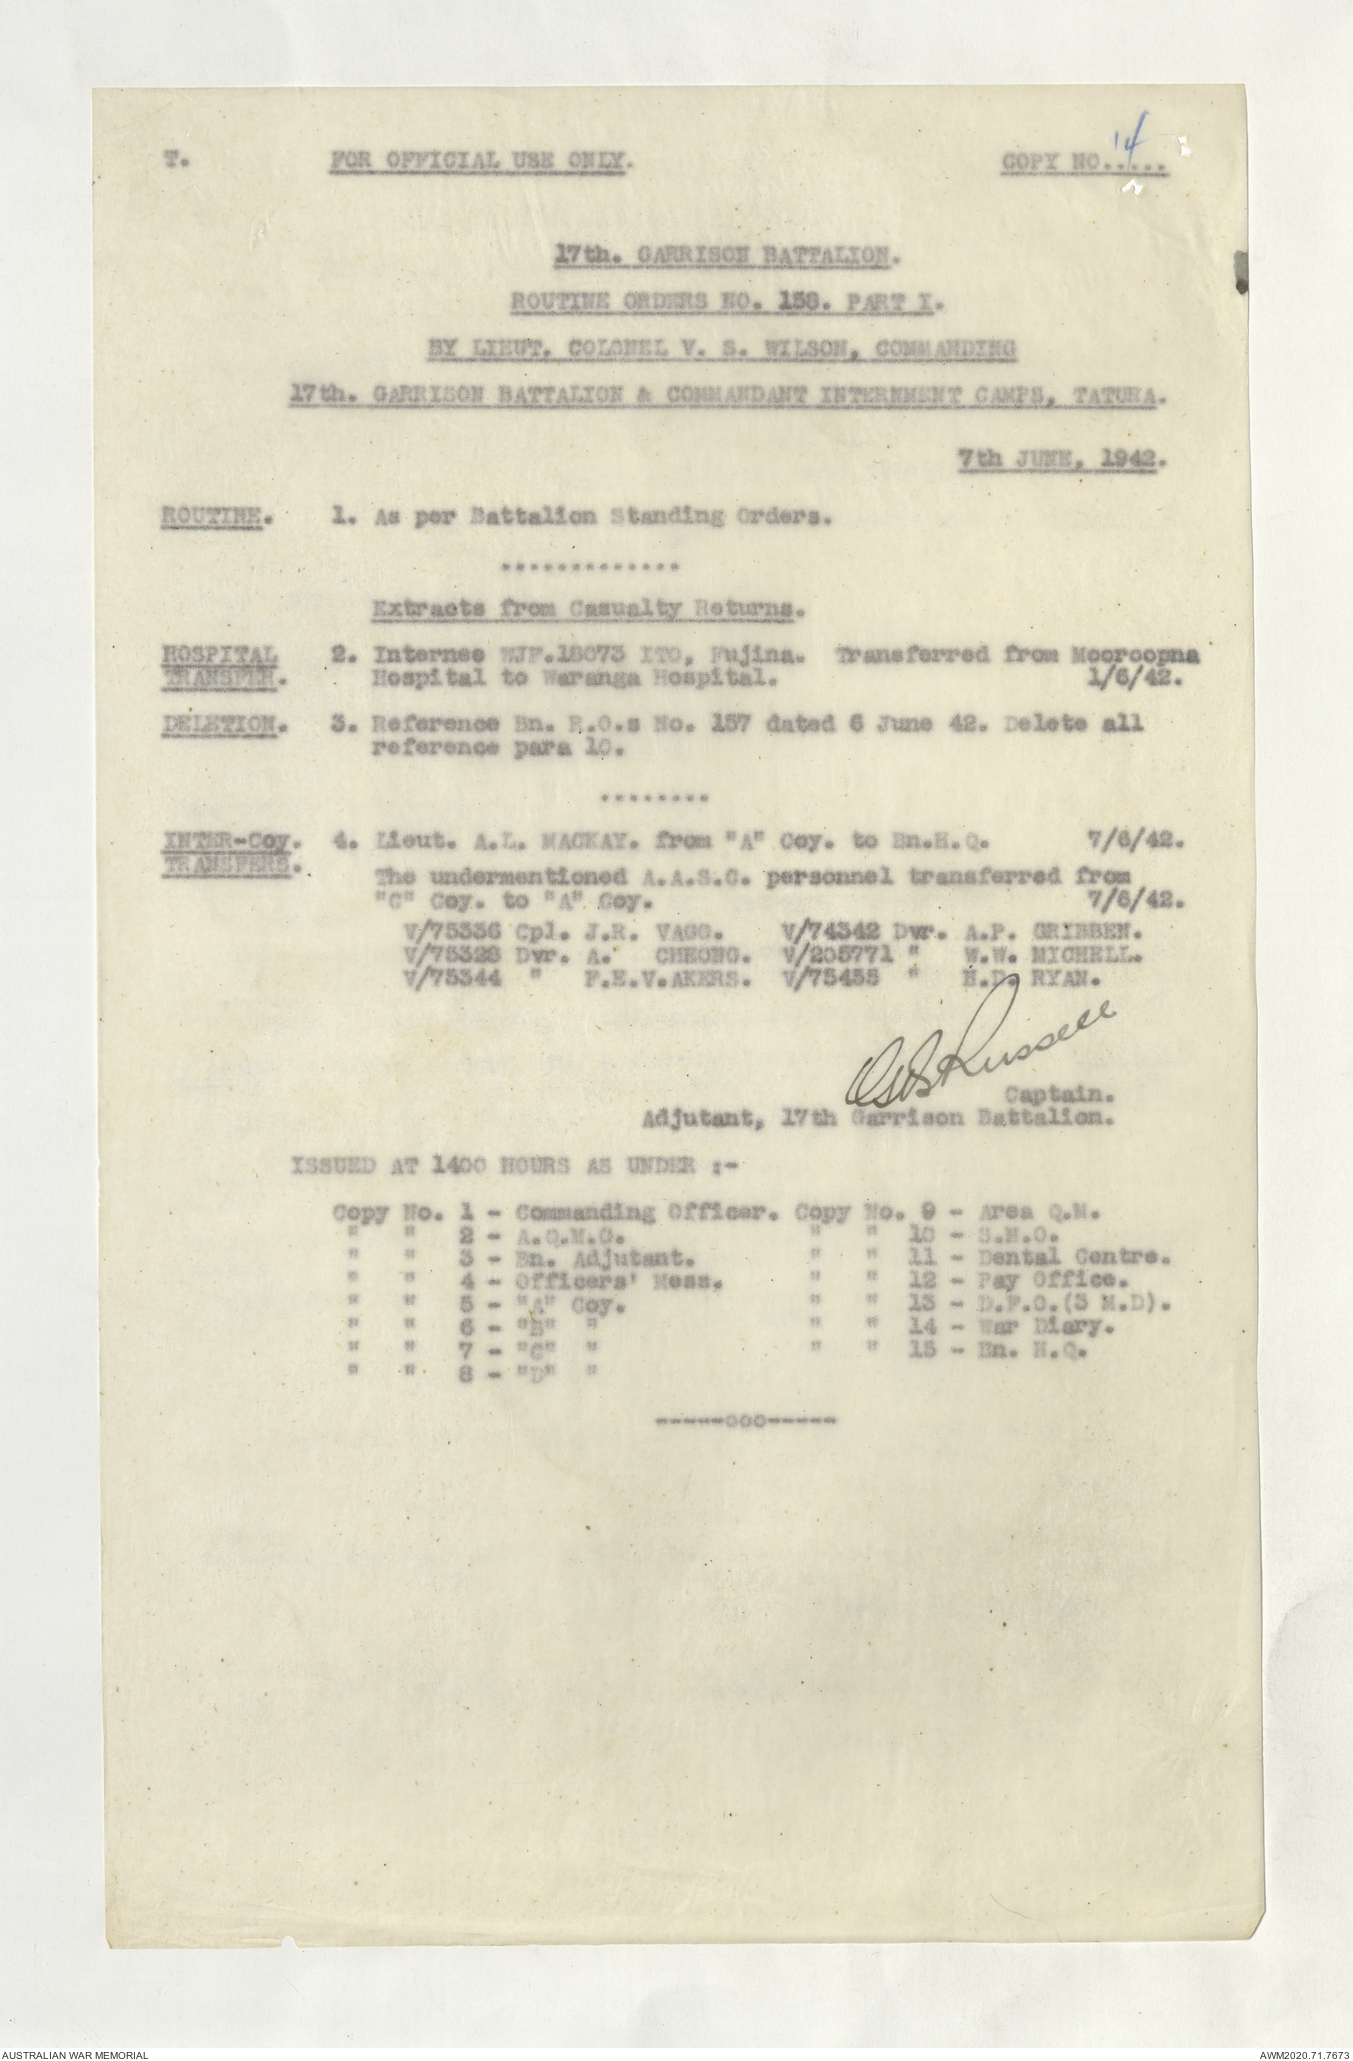 T. FOR OFFICIAL USE ONLY. COPY NO..14...
17th. GARRISON BATTALION.
ROUTINE ORDERS NO. 158. PART I.
BY LIEUT. COLONEL V. S. WILSON, COMMANDING
17th. GARRISON BATTALION & COMMANDANT INTERNMENT CAMPS, TATURA.
7th JUNE, 1942.
ROUTINE. 1. As per Battalion Standing Orders.
.............
Extracts from Casualty Returns.
HOSPITAL 2. Internee WJF.18073 ITO, Fujina. Transferred from Mooroopna
TRANSFER. Hospital to Waranga Hospital. 1/6/42.
DELETION. 3. Reference Bn. R.O.s No. 157 dated 6 June 42. Delete all
reference para 10.
........
INTER-Coy. 4. Lieut. A.L. MACKAY. from "A" Coy. to Bn.H.Q. 7/6/42.
TRANSFERS.
The undermentioned A.A.S.C. personnel transferred from
"C" Coy. to "A" Coy. 7/6/42.
V/75336 Cpl. J.R. VAGG. V/74342 Dvr. A.P. GRIBBEN.
V/75328 Dvr. A. CHEONG. V/205771 " W.W. MICHELL.
V/75344 " F.E.V.AKERS. V/75455 " H.D. RYAN.
Russell
Captain.
Adjutant, 17th Garrison Battalion.
ISSUED AT 1400 HOURS AS UNDER :-
Copy No. 1 - Commanding Officer. Copy No. 9 - Area Q.M.
" " 2 - A.Q.M.G. " " 10 - S.M.O.
" " 3 - Bn. Adjutant. " " 11 - Dental Centre.
" " 4 - Officers' Mess. " " 12 - Pay Office.
" " 5 - "A" Coy. " " 13 - D.F.O.(3 M.D).
" " 6 - "B" " " " 14 - War Diary.
" " 7 - "C" " " " 15 - Bn. H.Q.
" " 8 - "D" "
-----ooo-----
AUSTRALIAN WAR MEMORIAL AWM2020.71.7673